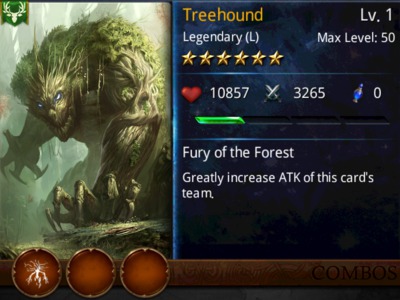 Treehound Lv. 1
Legendary (L) Max Level: 50
10857 3265 0
Fury of the Forest
Greatly increase ATK of this card's
team.
COMBOS